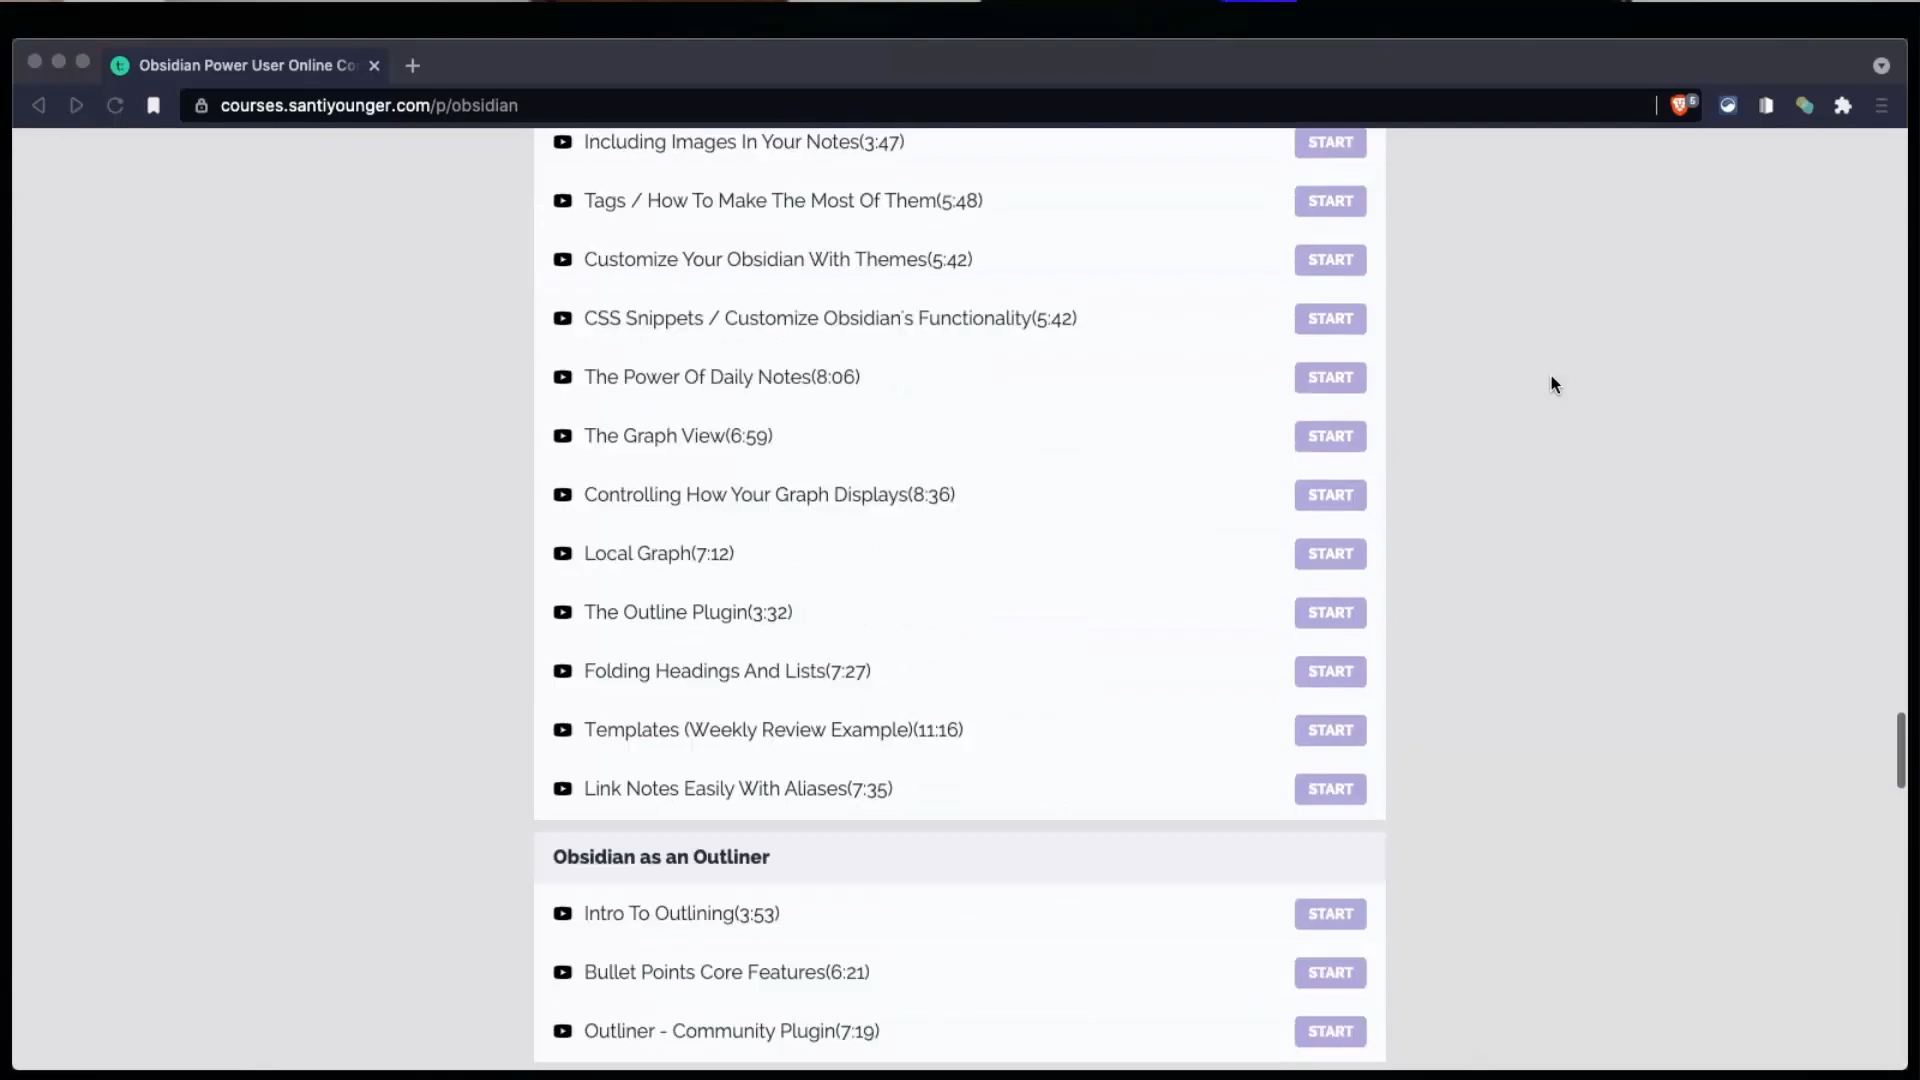 Obsidian Power User Online Co
courses.santiyounger.com/p/obsidian
5
Including Images In Your Notes(3:47) START
Tags / How To Make The Most Of Them(5:48) START
Customize Your Obsidian With Themes(5:42) START
CSS Snippets / Customize Obsidian's Functionality(5:42) START
The Power Of Daily Notes(8:06) START
The Graph View(6:59) START
Controlling How Your Graph Displays(8:36) START
Local Graph(7:12) START
The Outline Plugin(3:32) START
Folding Headings And Lists(7:27) START
Templates (Weekly Review Example)(11:16) START
Link Notes Easily With Aliases(7:35) START
Obsidian as an Outliner
Intro To Outlining(3:53) START
Bullet Points Core Features(6:21) START
Outliner - Community Plugin(7:19) START